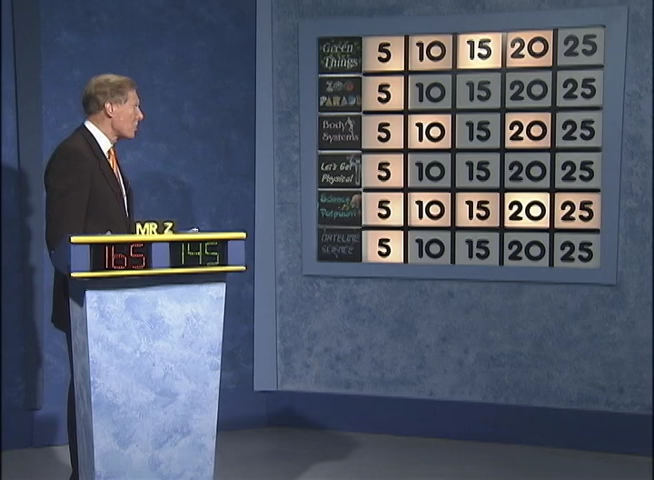 Green Things 5 10 15 20 25
ZOO PARADE 5 10 15 20 25
Body Systems 5 10 15 20 25
Let's Get Physical 5 10 15 20 25
Science Potpourri 5 10 15 20 25
DATELINE SCIENCE 5 10 15 20 25
MR. Z
165 145